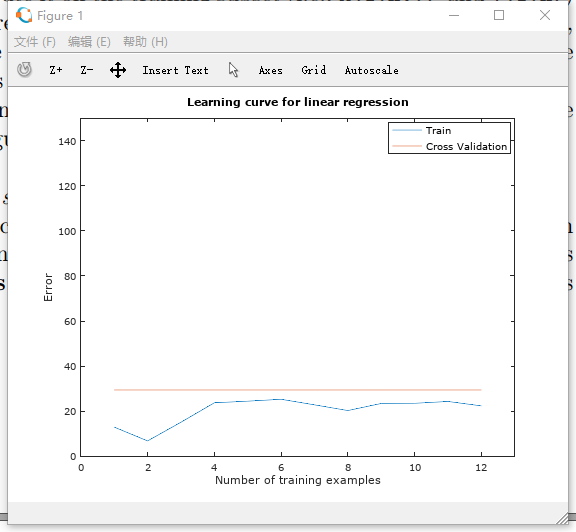 Figure 1
文件 (F) 编辑 (E) 帮助 (H)
Z+ Z- Insert Text Axes Grid Autoscale
Learning curve for linear regression
Train
Cross Validation
140
120
100
80
60
40
20
0
Error
0 2 4 6 8 10 12
Number of training examples